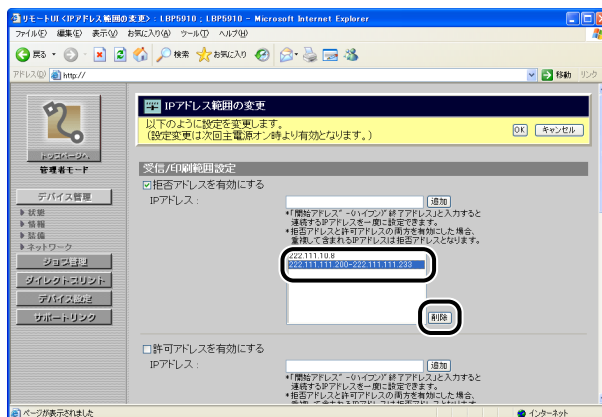 リモートUI <IPアドレス範囲の変更> : LBP5910 ; LBP5910 - Microsoft Internet Explorer
ファイル(F) 編集(E) 表示(V) お気に入り(A) ツール(T) ヘルプ(H)
戻る 検索 お気に入り
アドレス(D) http:// 移動 リンク
IPアドレス範囲の変更
以下のように設定を変更します。
(設定変更は次回主電源オン時より有効となります。)
OK キャンセル
トップページへ
管理者モード
デバイス管理
状態
情報
装備
ネットワーク
ジョブ管理
ダイレクトプリント
デバイス設定
サポートリンク
受信/印刷範囲設定
拒否アドレスを有効にする
IPアドレス : 追加
*「開始アドレス" -(ハイフン)" 終了アドレス」と入力すると
連続するIPアドレスを一度に設定できます。
*拒否アドレスと許可アドレスの両方を有効にした場合、
重複して含まれるIPアドレスは拒否アドレスとなります。
222.111.10.8
222.111.111.200-222.111.111.233
削除
許可アドレスを有効にする
IPアドレス : 追加
*「開始アドレス" -(ハイフン)" 終了アドレス」と入力すると
連続するIPアドレスを一度に設定できます。
*拒否アドレスと許可アドレスの両方を有効にした場合、
ページが表示されました インターネット